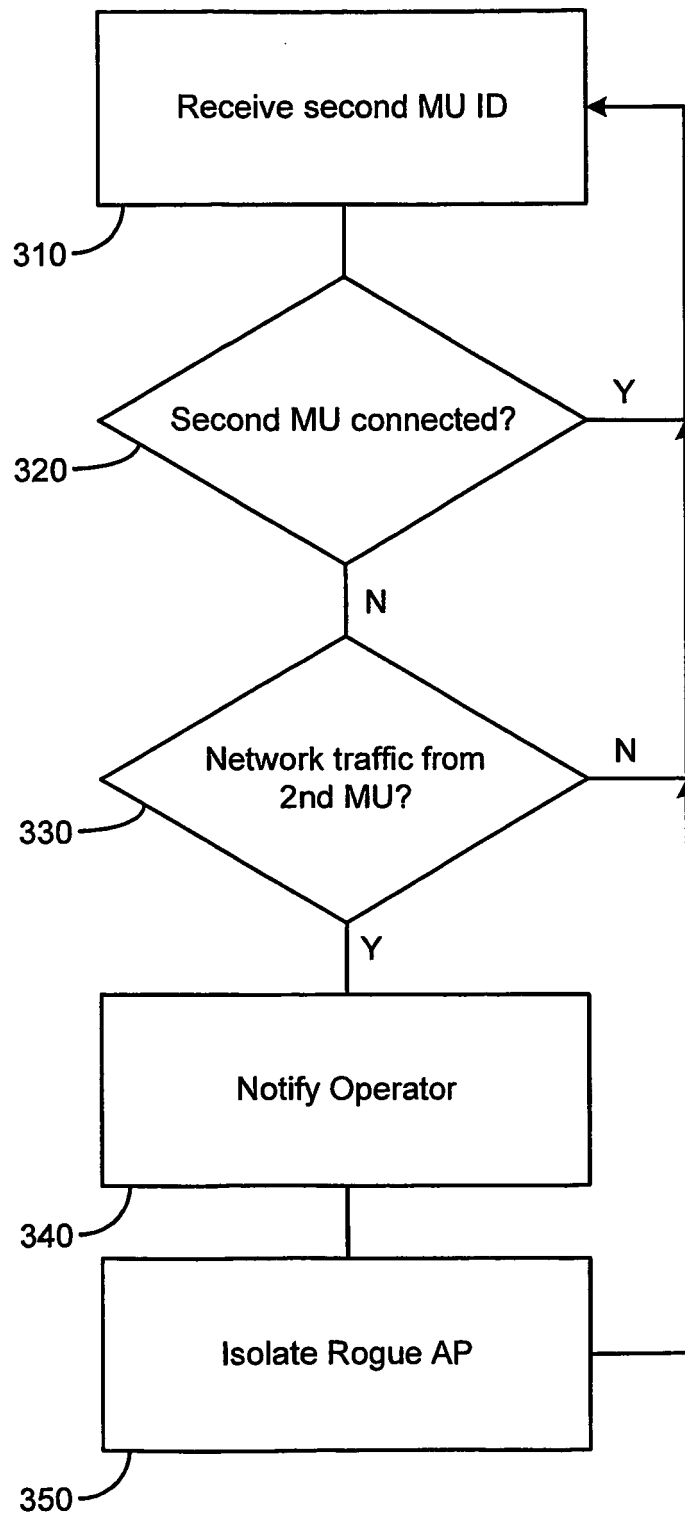 Receive second MU ID
310
Second MU connected?
Y
320
N
Network traffic from
2nd MU?
N
330
Y
Notify Operator
340
Isolate Rogue AP
350